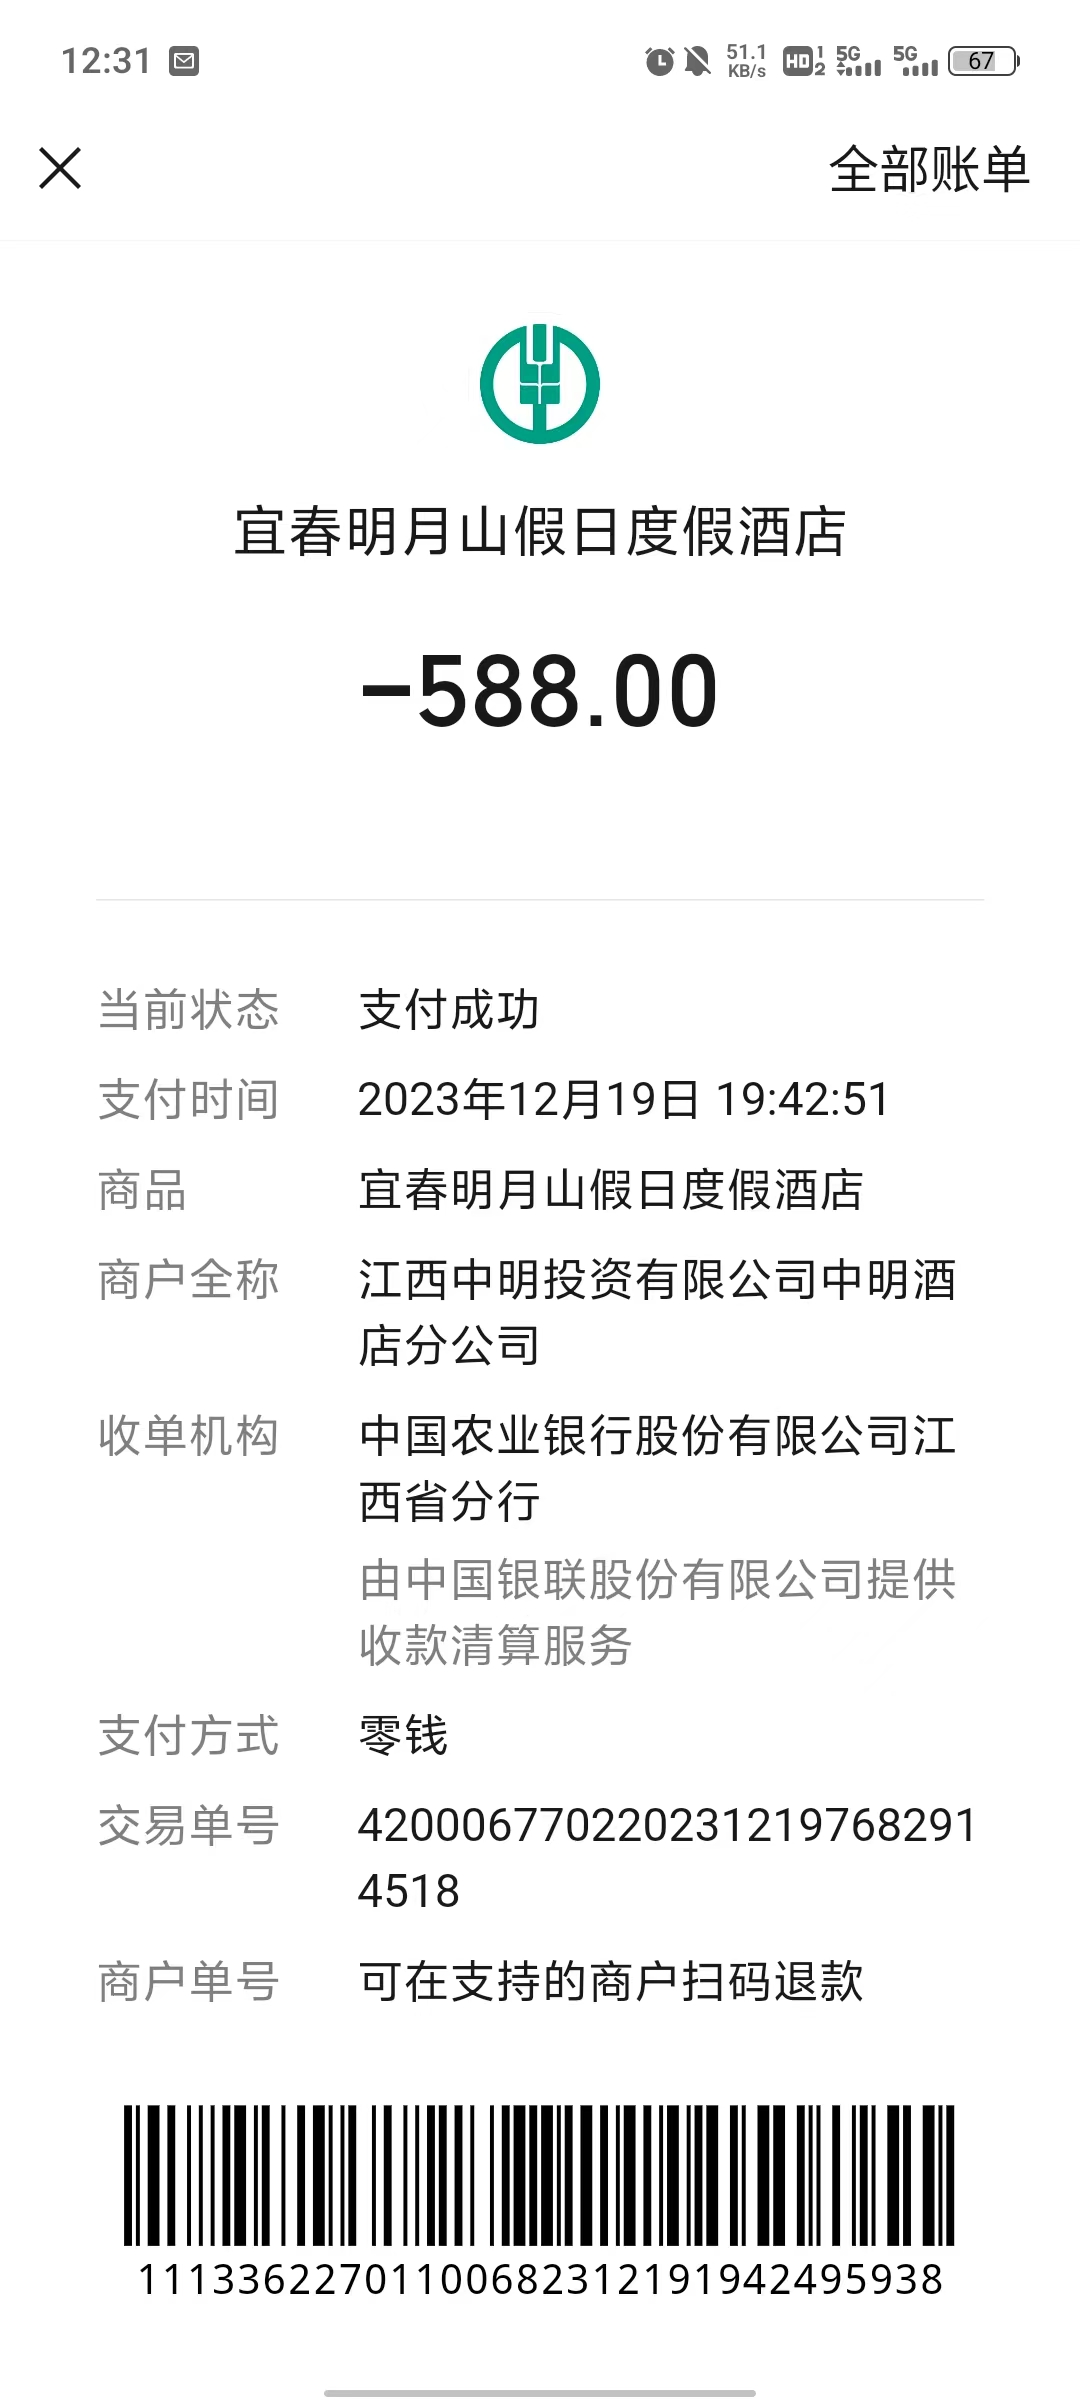 12:31 51.1 KB/s HD 1 2 5G 5G 67
全部账单
宜春明月山假日度假酒店
-588.00
当前状态 支付成功
支付时间 2023年12月19日 19:42:51
商品 宜春明月山假日度假酒店
商户全称 江西中明投资有限公司中明酒
店分公司
收单机构 中国农业银行股份有限公司江
西省分行
由中国银联股份有限公司提供
收款清算服务
支付方式 零钱
交易单号 420006770220231219768291
4518
商户单号 可在支持的商户扫码退款
11133622701100682312191942495938